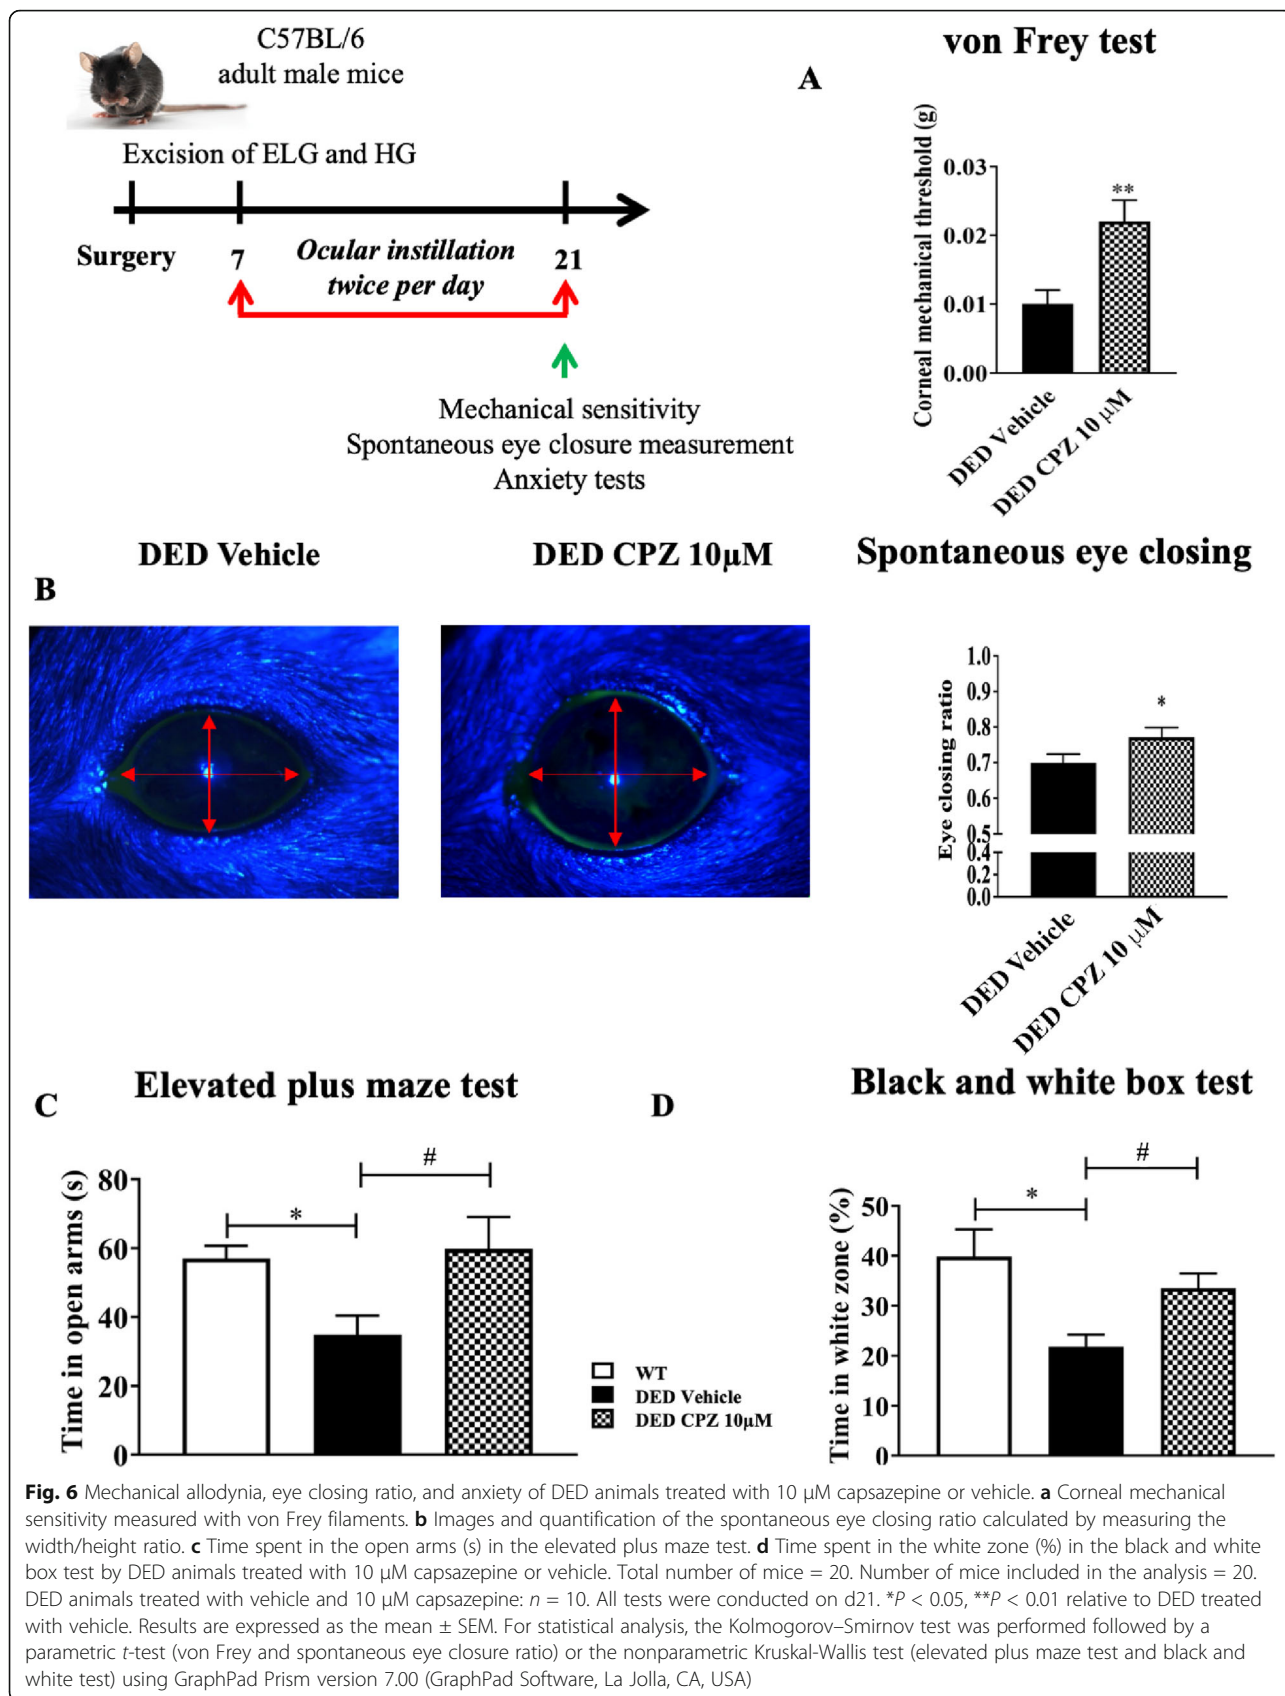 C57BL/6
adult male mice
Excision of ELG and HG
Surgery
7
Ocular instillation
twice per day
21
Mechanical sensitivity
Spontaneous eye closure measurement
Anxiety tests
von Frey test
A
Corneal mechanical threshold (g)
0.03
0.02
0.01
0.00
**
DED Vehicle
DED CPZ 10 µM
B
DED Vehicle
DED CPZ 10µM
Spontaneous eye closing
Eye closing ratio
1.0
0.9
0.8
0.7
0.6
0.5
0.4
0.2
0.0
*
DED Vehicle
DED CPZ 10 µM
C
Elevated plus maze test
Time in open arms (s)
80
60
40
20
0
*
#
WT
DED Vehicle
DED CPZ 10µM
D
Black and white box test
Time in white zone (%)
50
40
30
20
10
0
*
#
Fig. 6 Mechanical allodynia, eye closing ratio, and anxiety of DED animals treated with 10 µM capsazepine or vehicle. a Corneal mechanical
sensitivity measured with von Frey filaments. b Images and quantification of the spontaneous eye closing ratio calculated by measuring the
width/height ratio. c Time spent in the open arms (s) in the elevated plus maze test. d Time spent in the white zone (%) in the black and white
box test by DED animals treated with 10 µM capsazepine or vehicle. Total number of mice = 20. Number of mice included in the analysis = 20.
DED animals treated with vehicle and 10 µM capsazepine: n = 10. All tests were conducted on d21. *P < 0.05, **P < 0.01 relative to DED treated
with vehicle. Results are expressed as the mean ± SEM. For statistical analysis, the Kolmogorov–Smirnov test was performed followed by a
parametric t-test (von Frey and spontaneous eye closure ratio) or the nonparametric Kruskal-Wallis test (elevated plus maze test and black and
white test) using GraphPad Prism version 7.00 (GraphPad Software, La Jolla, CA, USA)